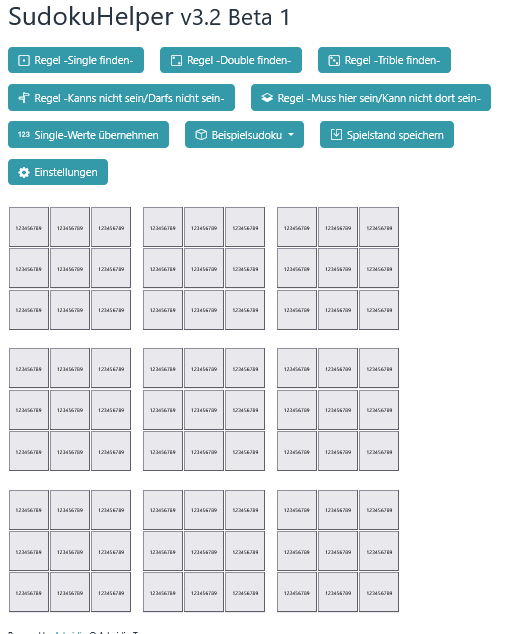 SudokuHelper v3.2 Beta 1
Regel -Single finden- Regel -Double finden- Regel -Trible finden-
Regel -Kanns nicht sein/Darfs nicht sein- Regel -Muss hier sein/Kann nicht dort sein-
123 Single-Werte übernehmen Beispielsudoku Spielstand speichern
Einstellungen
123456789 123456789 123456789 123456789 123456789 123456789 123456789 123456789 123456789
123456789 123456789 123456789 123456789 123456789 123456789 123456789 123456789 123456789
123456789 123456789 123456789 123456789 123456789 123456789 123456789 123456789 123456789
123456789 123456789 123456789 123456789 123456789 123456789 123456789 123456789 123456789
123456789 123456789 123456789 123456789 123456789 123456789 123456789 123456789 123456789
123456789 123456789 123456789 123456789 123456789 123456789 123456789 123456789 123456789
123456789 123456789 123456789 123456789 123456789 123456789 123456789 123456789 123456789
123456789 123456789 123456789 123456789 123456789 123456789 123456789 123456789 123456789
123456789 123456789 123456789 123456789 123456789 123456789 123456789 123456789 123456789